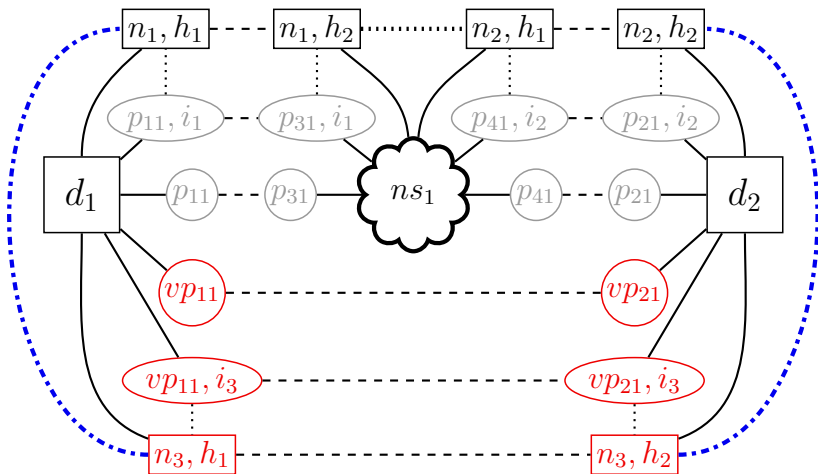 n₁, h₁ n₁, h₂ n₂, h₁ n₂, h₂
p₁₁, i₁ p₃₁, i₁ p₄₁, i₂ p₂₁, i₂
d₁ p₁₁ p₃₁ ns₁ p₄₁ p₂₁ d₂
vp₁₁ vp₂₁
vp₁₁, i₃ vp₂₁, i₃
n₃, h₁ n₃, h₂